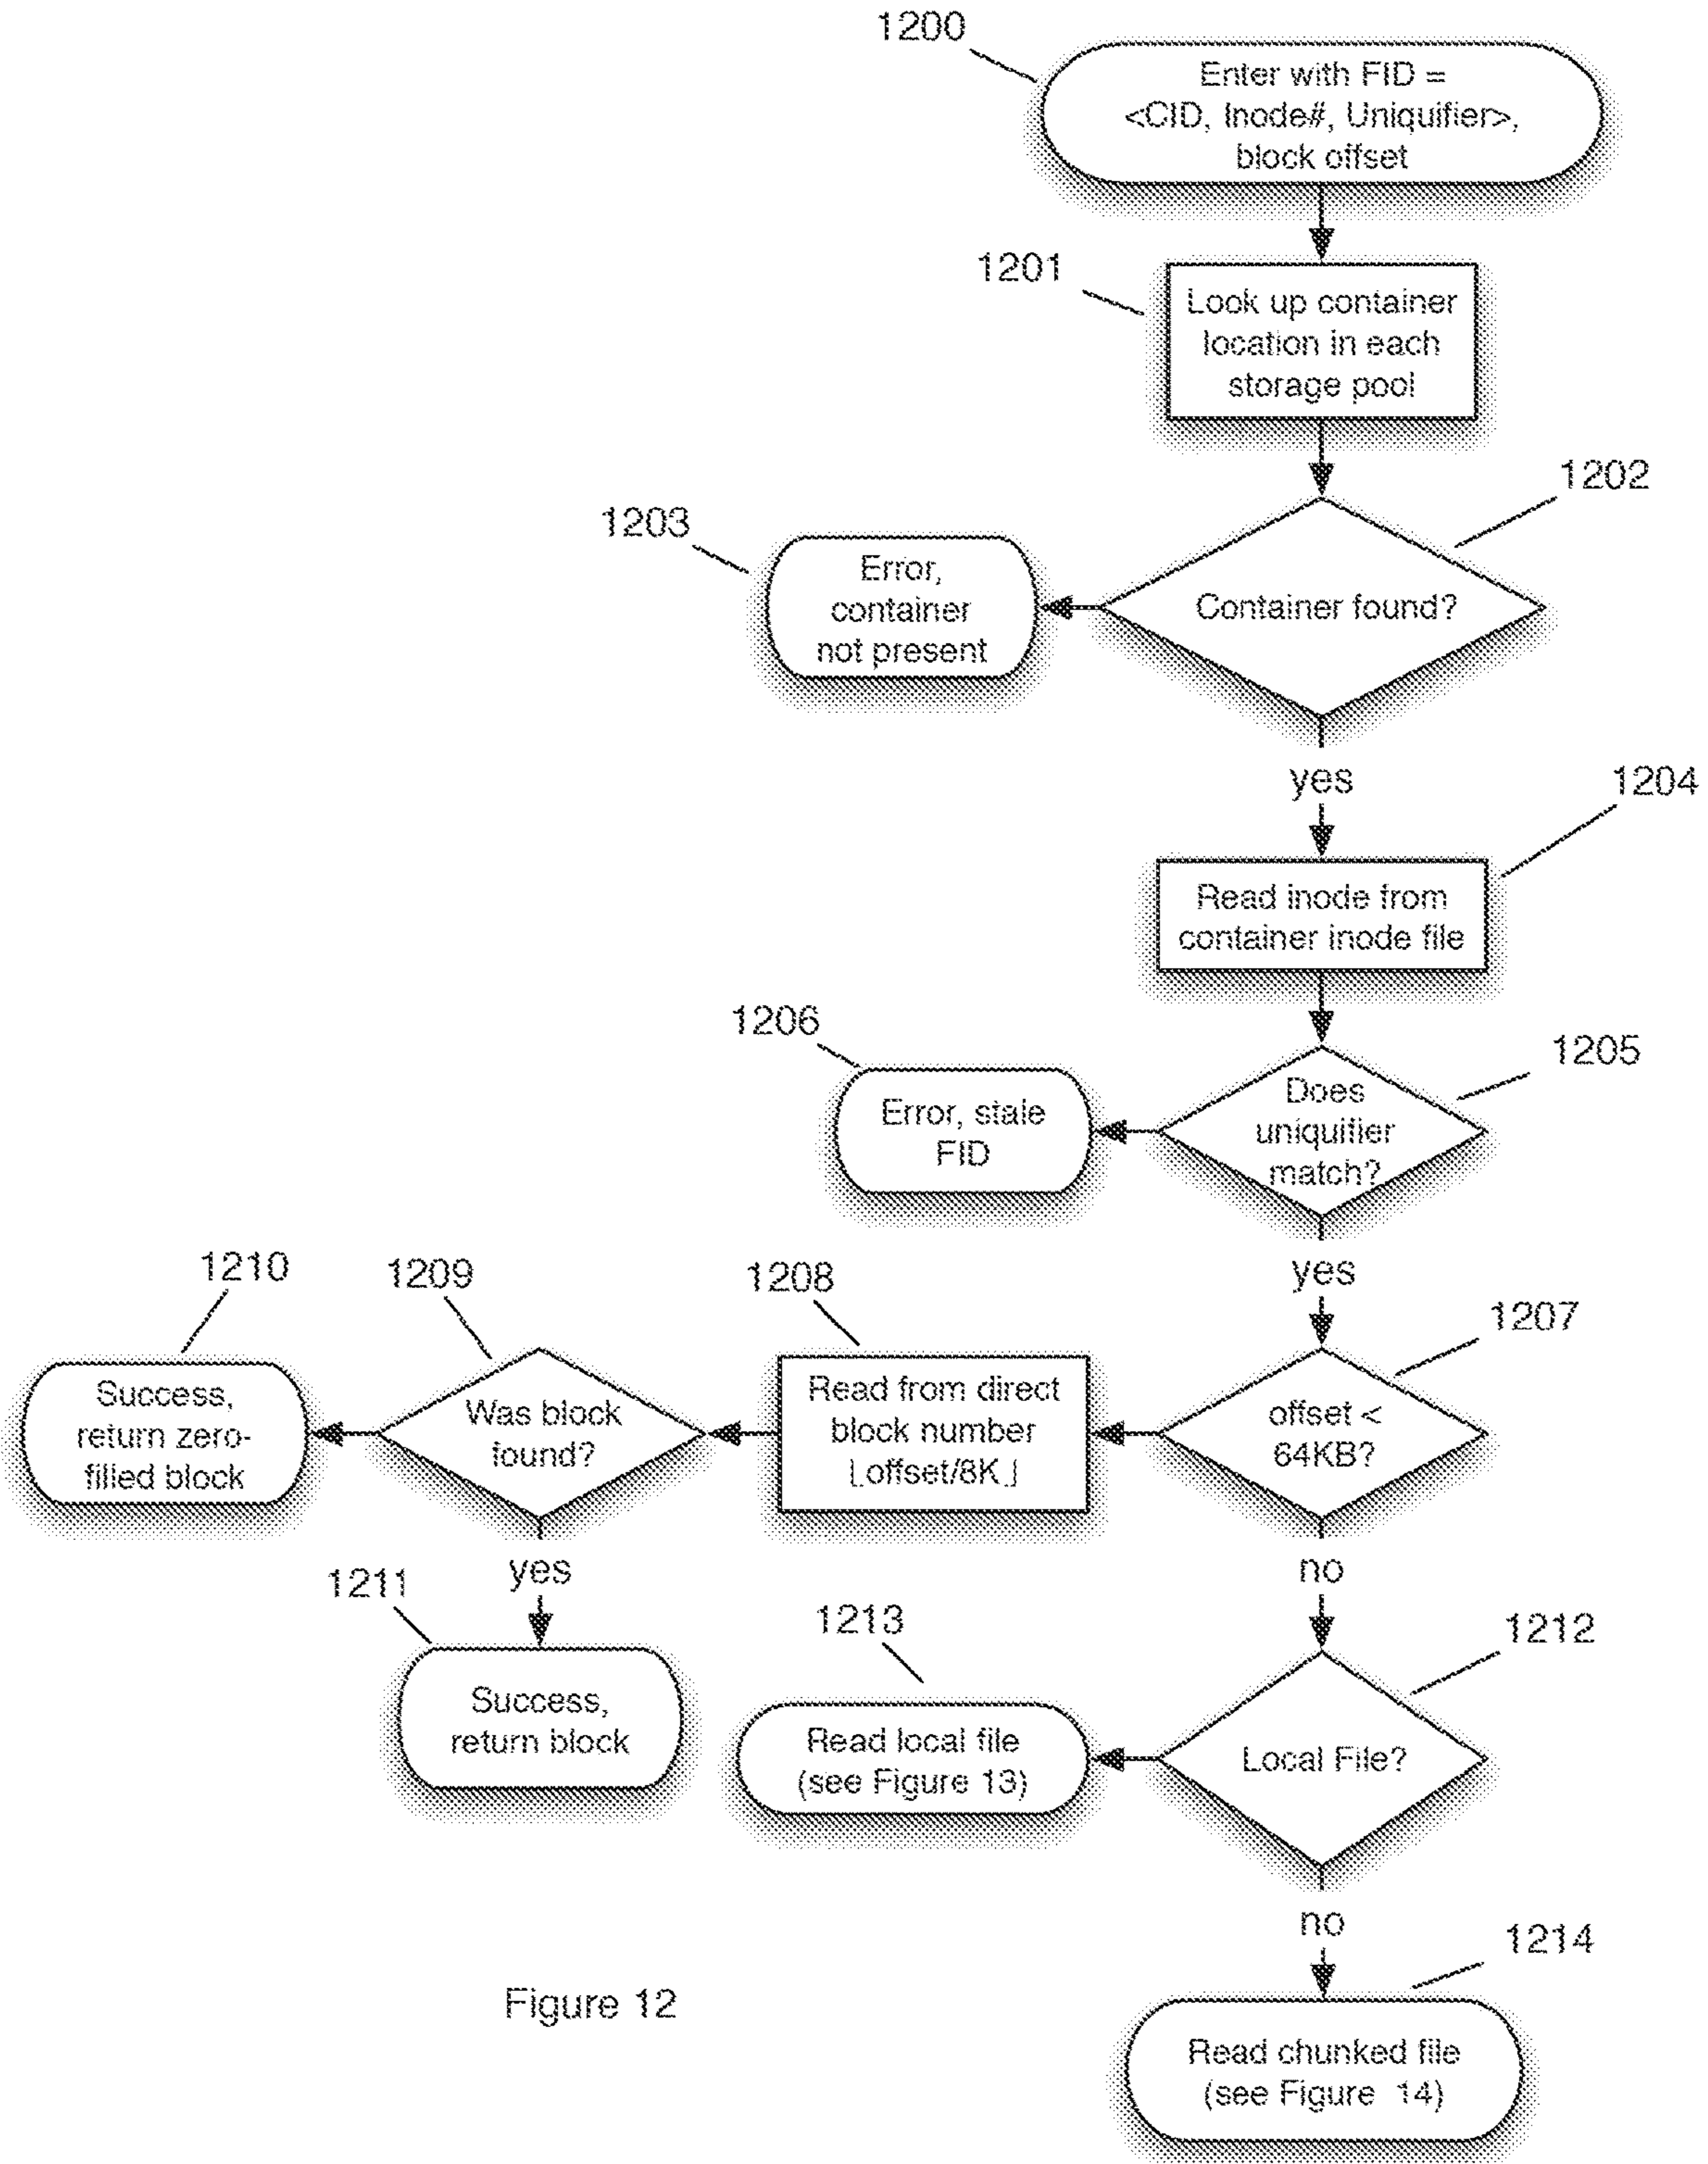 1200
Enter with FID =
<CID, Inode#, Uniquifier>,
block offset
1201
Look up container
location in each
storage pool
1202
Container found?
1203
Error,
container
not present
yes
1204
Read inode from
container inode file
1205
Does
uniquifier
match?
1206
Error, stale
FID
yes
1207
offset <
64KB?
1208
Read from direct
block number
⌊offset/8K⌋
1209
Was block
found?
1210
Success,
return zero-
filled block
yes
1211
Success,
return block
no
1212
Local File?
1213
Read local file
(see Figure 13)
no
1214
Read chunked file
(see Figure 14)
Figure 12